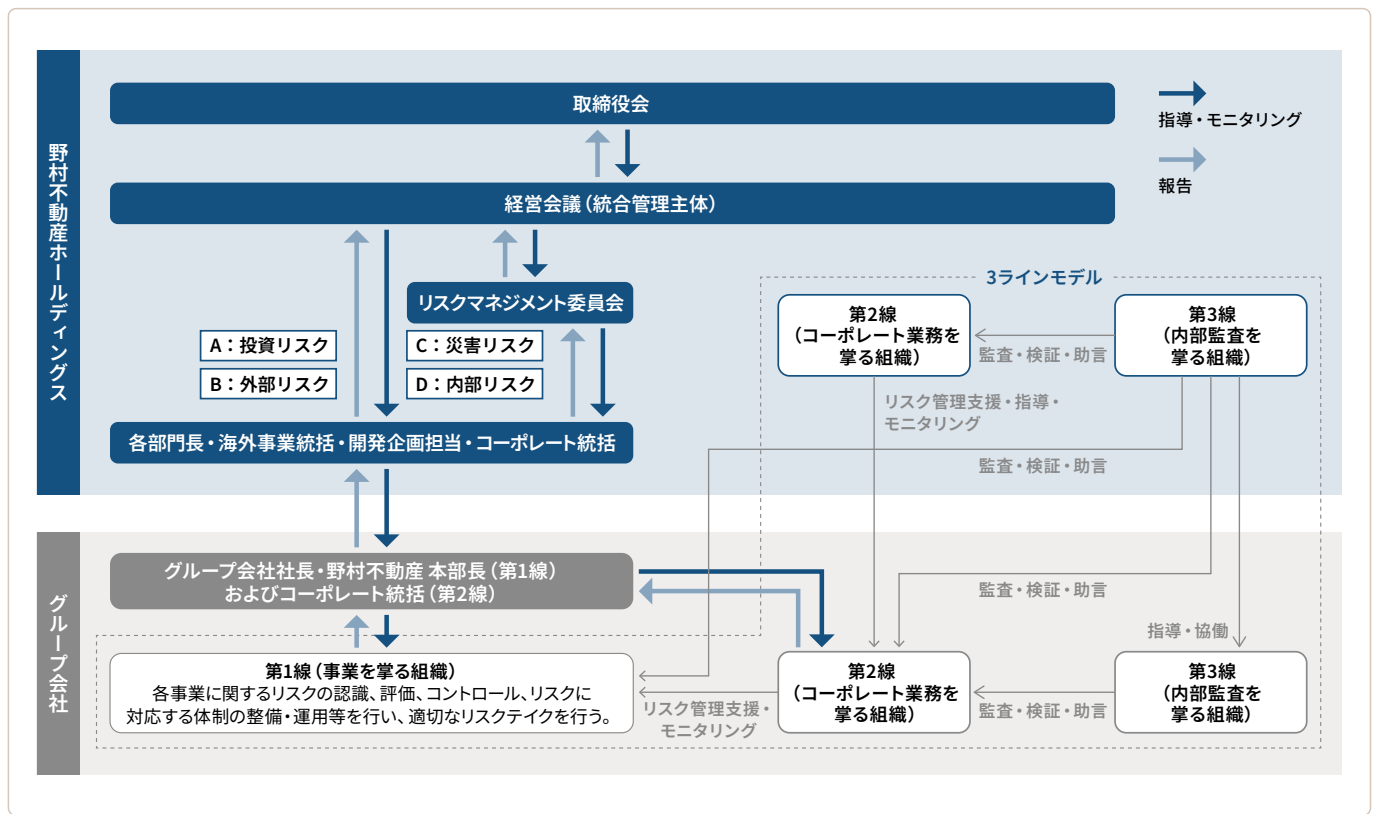 野村不動産ホールディングス
取締役会
指導・モニタリング
報告
経営会議（統合管理主体）
リスクマネジメント委員会
A：投資リスク
B：外部リスク
C：災害リスク
D：内部リスク
各部門長・海外事業統括・開発企画担当・コーポレート統括
3ラインモデル
第2線
（コーポレート業務を
掌る組織）
監査・検証・助言
第3線
（内部監査を
掌る組織）
リスク管理支援・指導・
モニタリング
監査・検証・助言
グループ会社
グループ会社社長・野村不動産 本部長（第1線）
およびコーポレート統括（第2線）
監査・検証・助言
指導・協働
第1線（事業を掌る組織）
各事業に関するリスクの認識、評価、コントロール、リスクに
対応する体制の整備・運用等を行い、適切なリスクテイクを行う。
リスク管理支援・
モニタリング
第2線
（コーポレート業務を
掌る組織）
監査・検証・助言
第3線
（内部監査を
掌る組織）